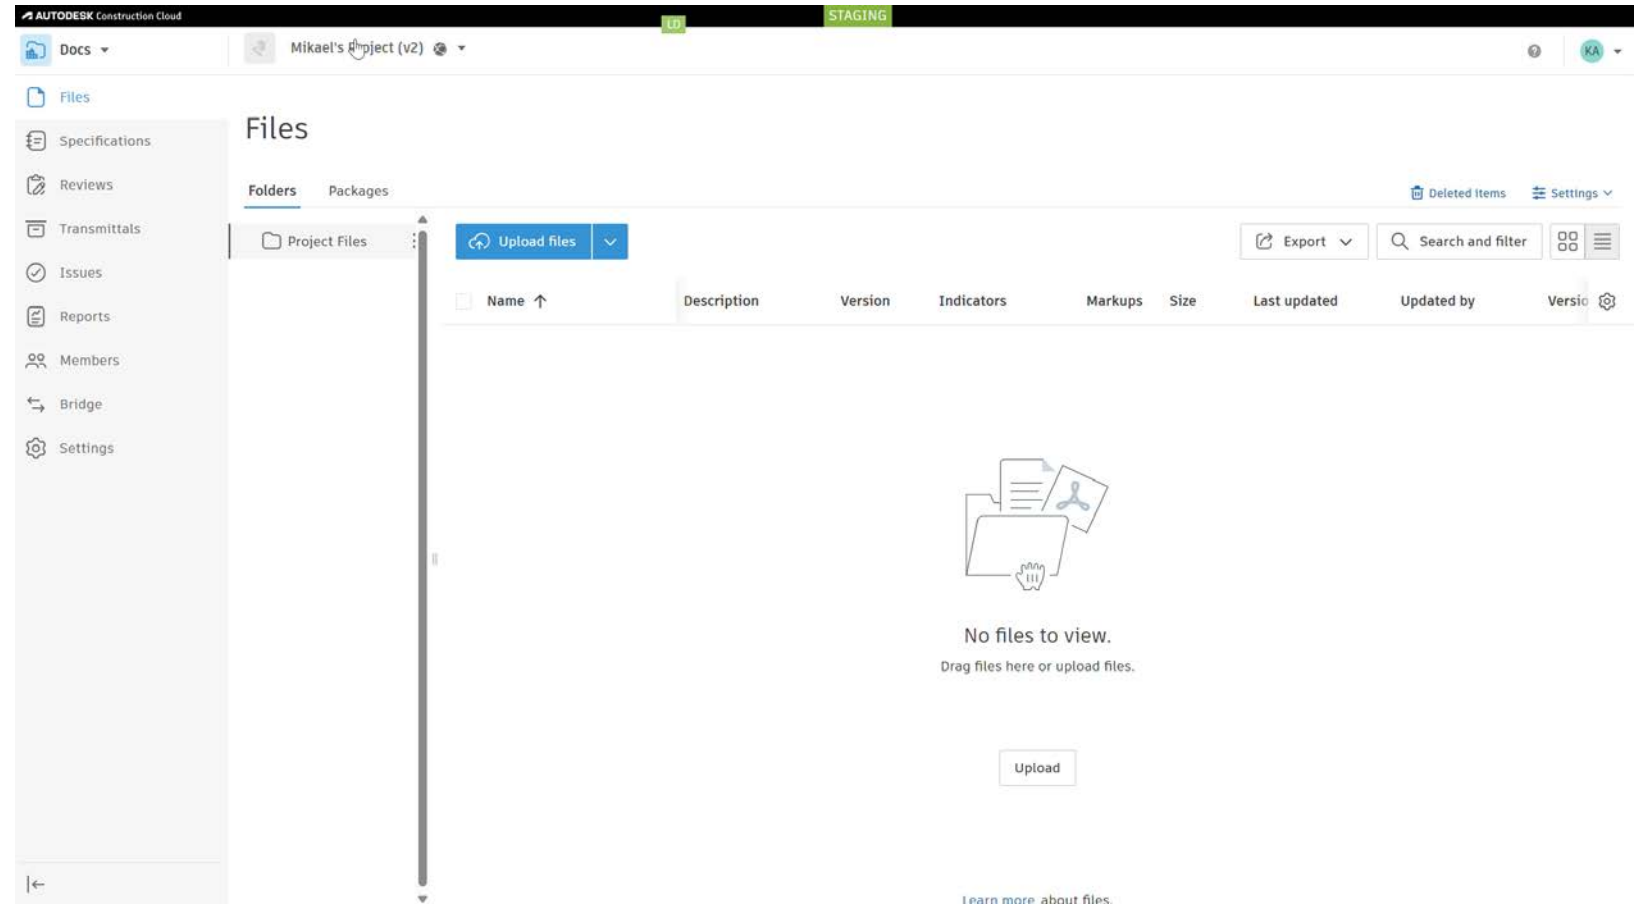 AUTODESK Construction Cloud
LD
STAGING
Docs
Mikael's Project (v2)
KA
Files
Specifications
Reviews
Transmittals
Issues
Reports
Members
Bridge
Settings
Files
Folders Packages
Deleted items Settings
Project Files
Upload files
Export
Search and filter
Name Description Version Indicators Markups Size Last updated Updated by Versio
No files to view.
Drag files here or upload files.
Upload
Learn more about files.